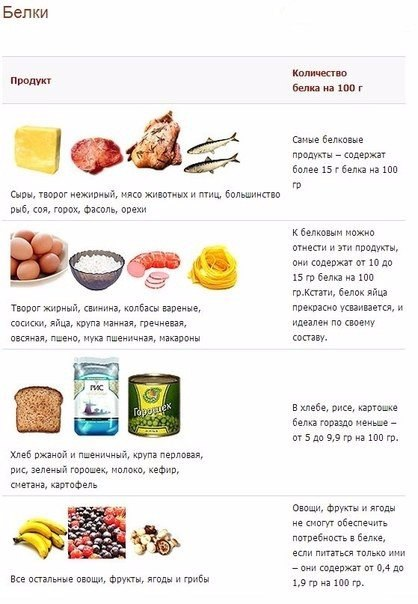 Белки
Продукт
Количество
белка на 100 г
Сыры, творог нежирный, мясо животных и птиц, большинство
рыб, соя, горох, фасоль, орехи
Самые белковые
продукты – содержат
более 15 г белка на 100
гр
Творог жирный, свинина, колбасы вареные,
сосиски, яйца, крупа манная, гречневая,
овсяная, пшено, мука пшеничная, макароны
К белковым можно
отнести и эти продукты,
они содержат от 10 до
15 гр белка на 100
гр.Кстати, белок яйца
прекрасно усваивается, и
идеален по своему
составу.
РИС
Горошек
Хлеб ржаной и пшеничный, крупа перловая,
рис, зеленый горошек, молоко, кефир,
сметана, картофель
В хлебе, рисе, картошке
белка гораздо меньше –
от 5 до 9,9 гр на 100 гр.
Все остальные овощи, фрукты, ягоды и грибы
Овощи, фрукты и ягоды
не смогут обеспечить
потребность в белке,
если питаться только ими
– они содержат от 0,4 до
1,9 гр на 100 гр.